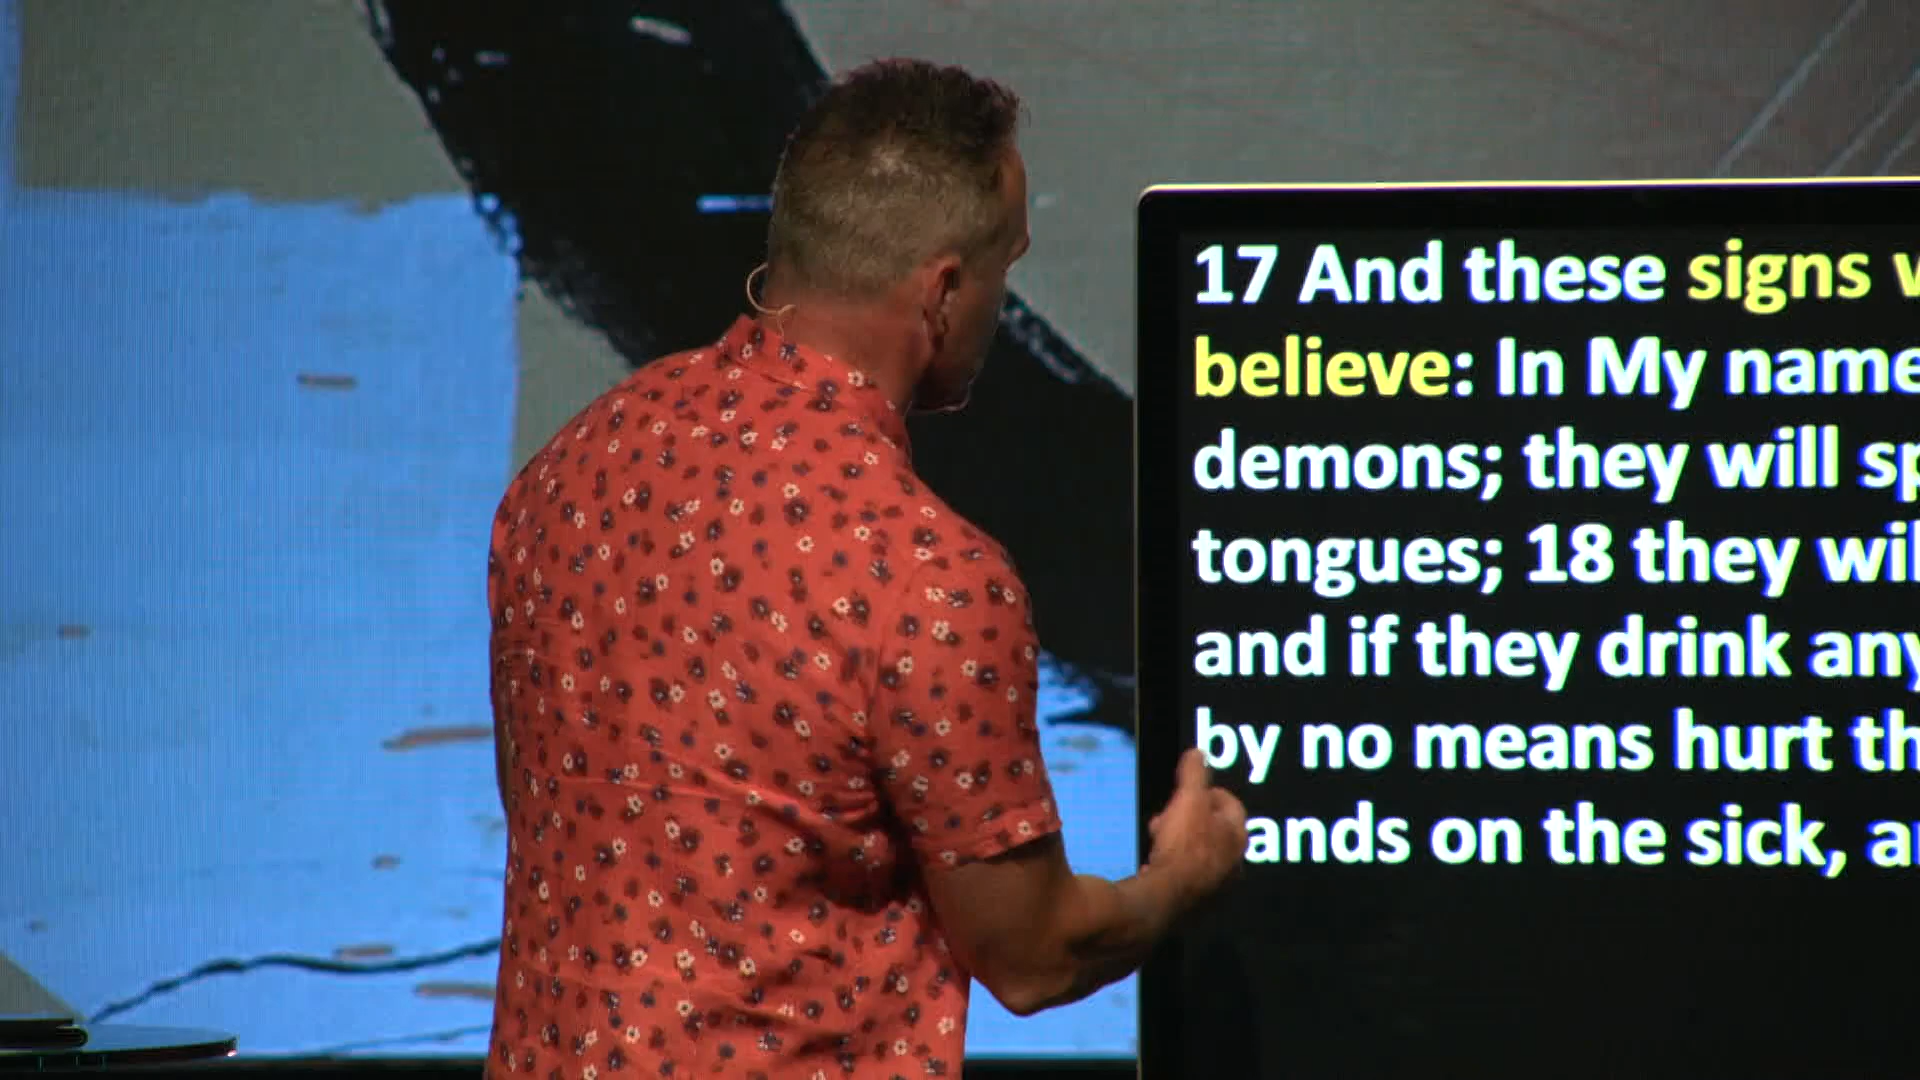 17 And these signs
believe: In My name
demons; they will
tongues; 18 they
and if they drink
by no means hurt
on the sick,